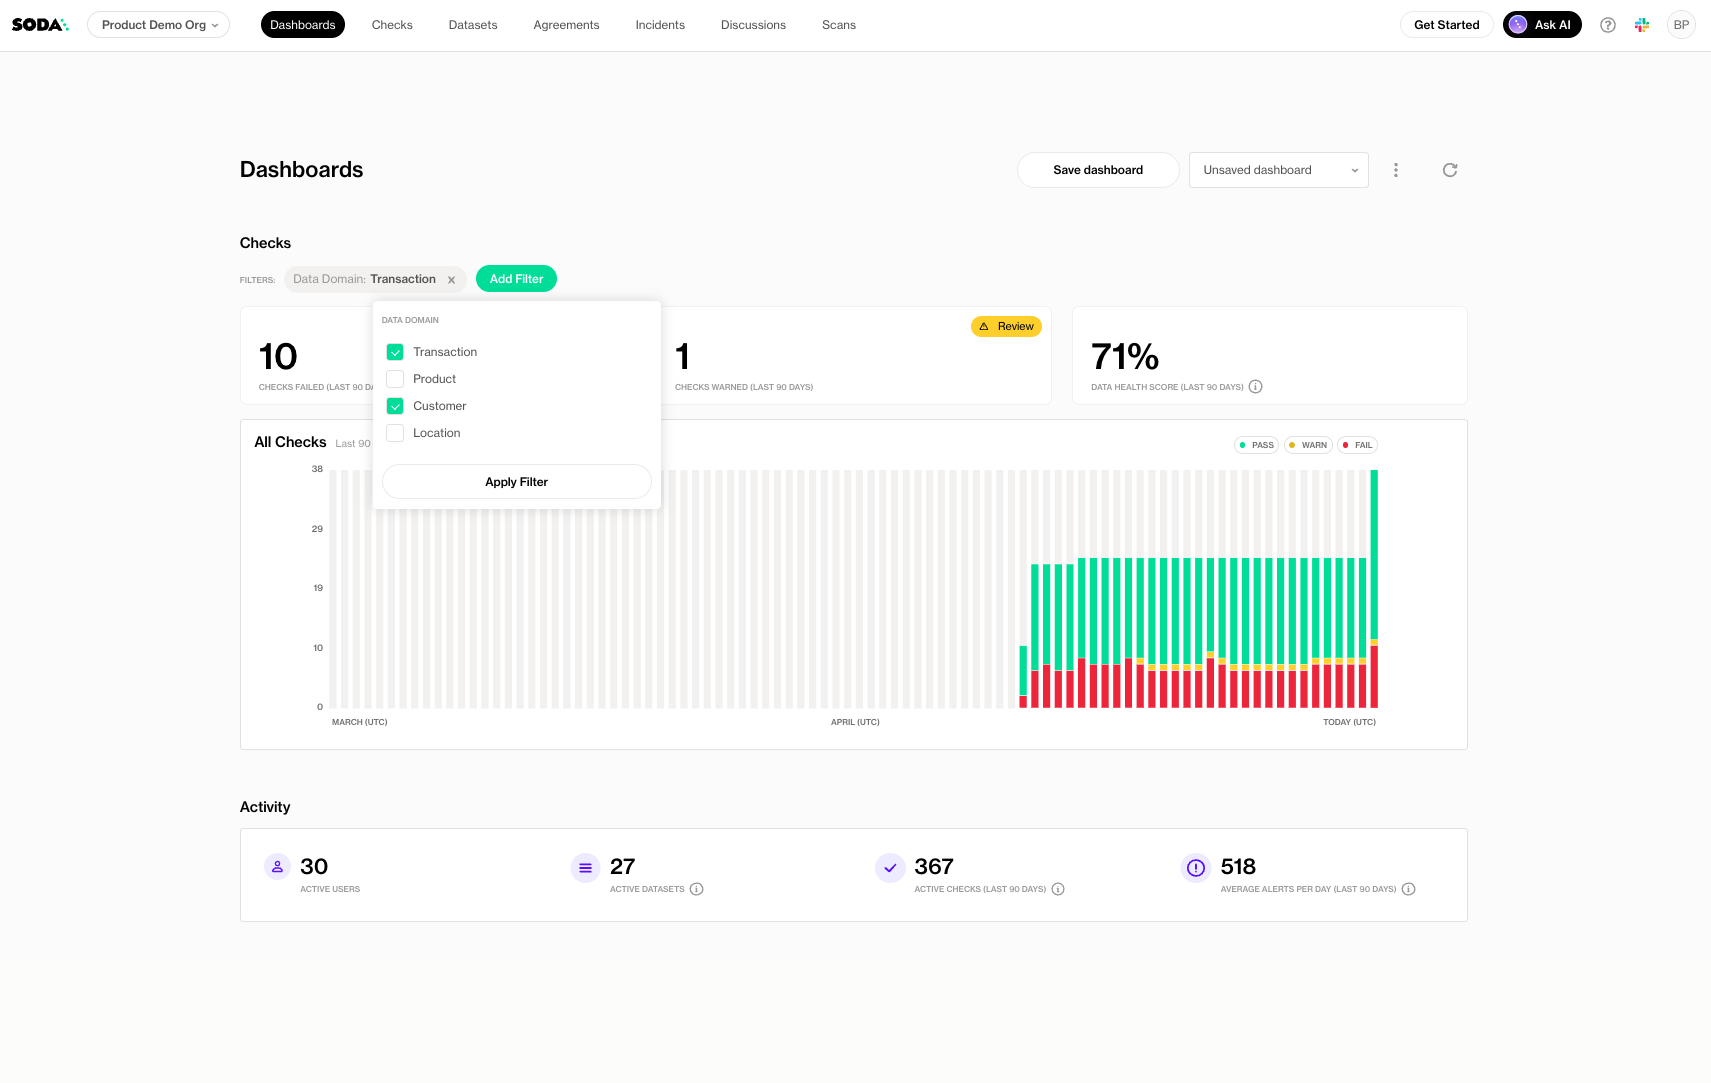 SODA
Product Demo Org
Dashboards
Checks
Datasets
Agreements
Incidents
Discussions
Scans
Get Started
Ask AI
BP
Dashboards
Save dashboard
Unsaved dashboard
Checks
FILTERS:
Data Domain: Transaction x
Add Filter
DATA DOMAIN
Transaction
Product
Customer
Location
Apply Filter
10
CHECKS FAILED (LAST 90
Review
1
CHECKS WARNED (LAST 90 DAYS)
71%
DATA HEALTH SCORE (LAST 90 DAYS)
All Checks Last 90
PASS
WARN
FAIL
38
29
19
10
0
MARCH (UTC)
APRIL (UTC)
TODAY (UTC)
Activity
30
ACTIVE USERS
27
ACTIVE DATASETS
367
ACTIVE CHECKS (LAST 90 DAYS)
518
AVERAGE ALERTS PER DAY (LAST 90 DAYS)